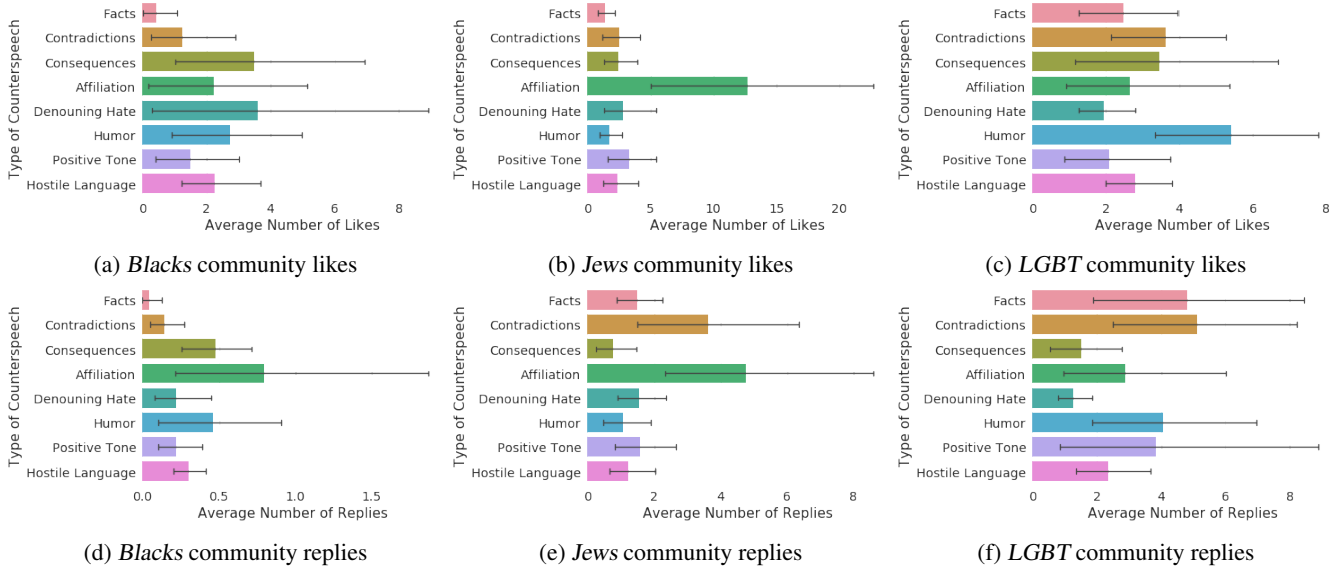 Type of Counterspeech
Facts
Contradictions
Consequences
Affiliation
Denouning Hate
Humor
Positive Tone
Hostile Language
0 2 4 6 8
Average Number of Likes
(a) Blacks community likes
Type of Counterspeech
Facts
Contradictions
Consequences
Affiliation
Denouning Hate
Humor
Positive Tone
Hostile Language
0 5 10 15 20
Average Number of Likes
(b) Jews community likes
Type of Counterspeech
Facts
Contradictions
Consequences
Affiliation
Denouning Hate
Humor
Positive Tone
Hostile Language
0 2 4 6 8
Average Number of Likes
(c) LGBT community likes
Type of Counterspeech
Facts
Contradictions
Consequences
Affiliation
Denouning Hate
Humor
Positive Tone
Hostile Language
0.0 0.5 1.0 1.5
Average Number of Replies
(d) Blacks community replies
Type of Counterspeech
Facts
Contradictions
Consequences
Affiliation
Denouning Hate
Humor
Positive Tone
Hostile Language
0 2 4 6 8
Average Number of Replies
(e) Jews community replies
Type of Counterspeech
Facts
Contradictions
Consequences
Affiliation
Denouning Hate
Humor
Positive Tone
Hostile Language
0 2 4 6 8
Average Number of Replies
(f) LGBT community replies